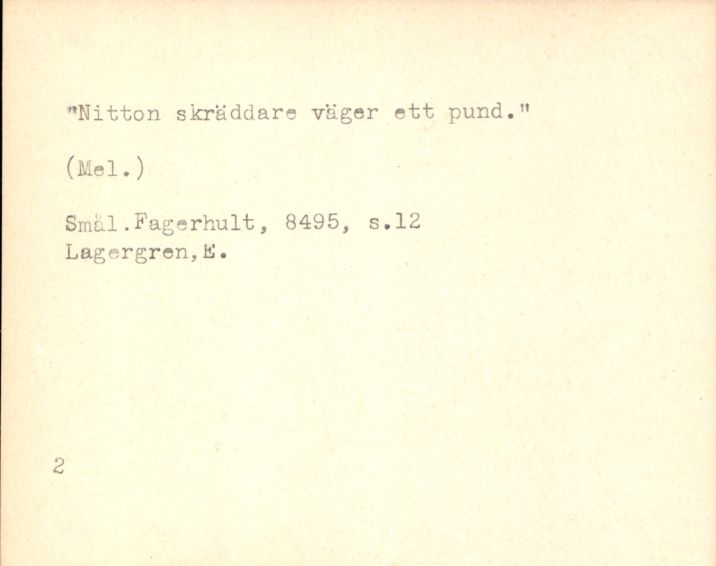 "Nitton skräddare väger ett pund."
(Mel.)
Smål.Fagerhult, 8495, s.12
Lagergren,E.
2